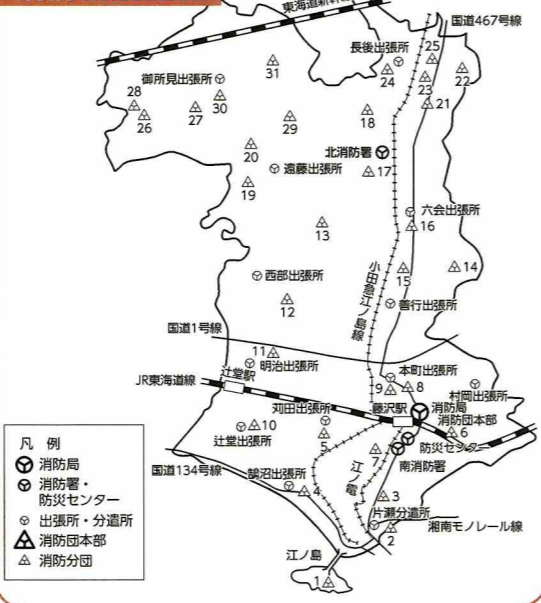 東海道新幹線
国道467号線
長後出張所
25
31
24
22
御所見出張所
23
28
30
21
27
26
29
18
北消防署
20
遠藤出張所
17
19
六会出張所
13
16
小田急江ノ島線
15
14
西部出張所
12
善行出張所
国道1号線
11
明治出張所
辻堂駅
本町出張所
JR東海道線
9
8
村岡出張所
苅田出張所
藤沢駅
消防局
消防団本部
10
6
辻堂出張所
5
防災センター
7
南消防署
国道134号線
江ノ電
鵠沼出張所
4
3
片瀬分遣所
湘南モノレール線
2
江ノ島
1
凡 例
消防局
消防署・
防災センター
出張所・分遣所
消防団本部
消防分団